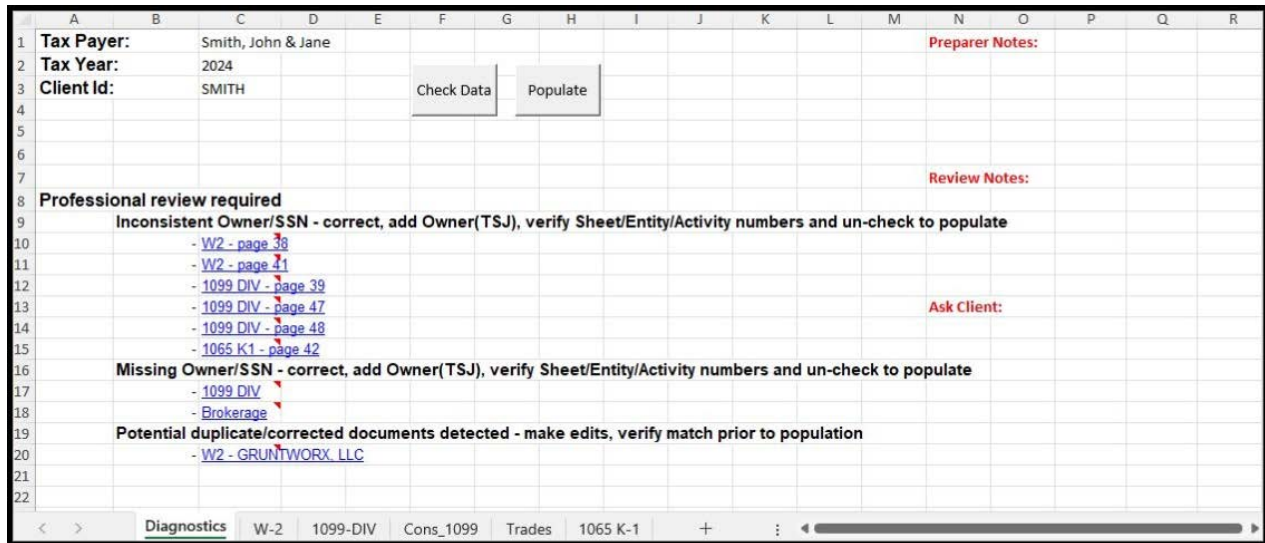 A B C D E F G H I J K L M N O P Q R
1 Tax Payer: Smith, John & Jane Preparer Notes:
2 Tax Year: 2024
3 Client Id: SMITH Check Data Populate
4
5
6
7 Review Notes:
8 Professional review required
9 Inconsistent Owner/SSN - correct, add Owner(TSJ), verify Sheet/Entity/Activity numbers and un-check to populate
10 - W2 - page 38
11 - W2 - page 41
12 - 1099 DIV - page 39
13 - 1099 DIV - page 47 Ask Client:
14 - 1099 DIV - page 48
15 - 1065 K1 - page 42
16 Missing Owner/SSN - correct, add Owner(TSJ), verify Sheet/Entity/Activity numbers and un-check to populate
17 - 1099 DIV
18 - Brokerage
19 Potential duplicate/corrected documents detected - make edits, verify match prior to population
20 - W2 - GRUNTWORX, LLC
21
22
Diagnostics W-2 1099-DIV Cons_1099 Trades 1065 K-1